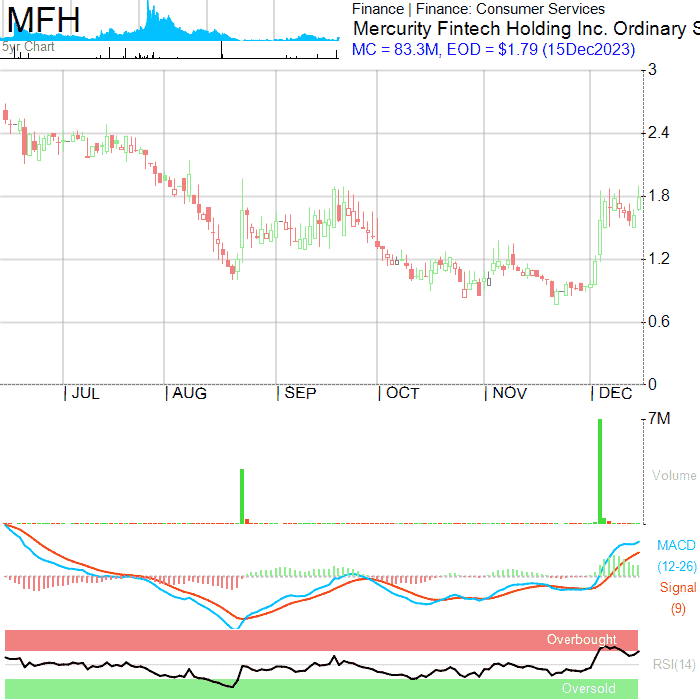 MFH
5yr Chart
Finance | Finance: Consumer Services
Mercurity Fintech Holding Inc. Ordinary S
MC = 83.3M, EOD = $1.79 (15Dec2023)
3
2.4
1.8
1.2
0.6
0
JUL AUG SEP OCT NOV DEC
7M
Volume
MACD
(12-26)
Signal
(9)
Overbought
RSI(14)
Oversold